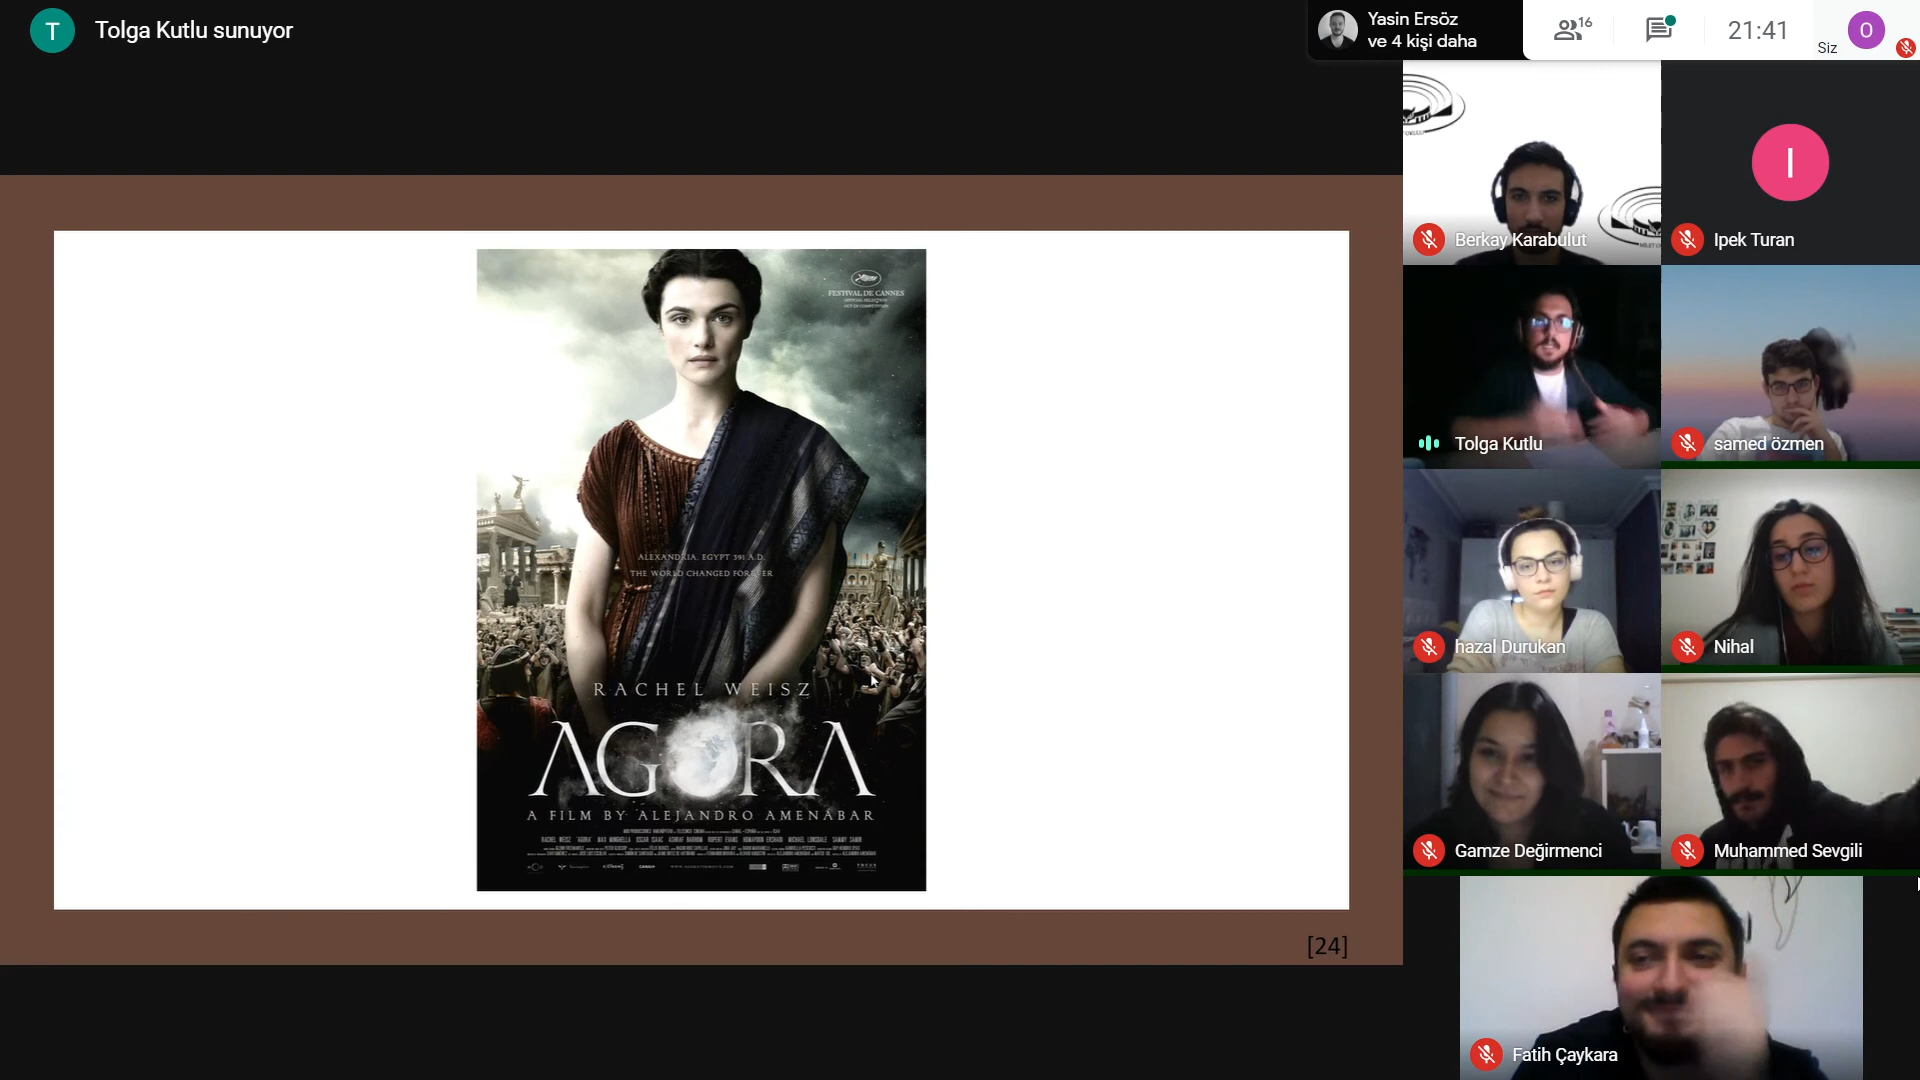 T
Tolga Kutlu sunuyor
Yasin Ersöz
ve 4 kişi daha
16
21:41
Siz
O
FESTIVAL DE CANNES
ALEXANDRIA, EGYPT 391 A.D.
THE WORLD CHANGED FOREVER
RACHEL WEISZ
AGORA
A FILM BY ALEJANDRO AMENÁBAR
[24]
Berkay Karabulut
I
Ipek Turan
Tolga Kutlu
samed özmen
hazal Durukan
Nihal
Gamze Değirmenci
Muhammed Sevgili
Fatih Çaykara